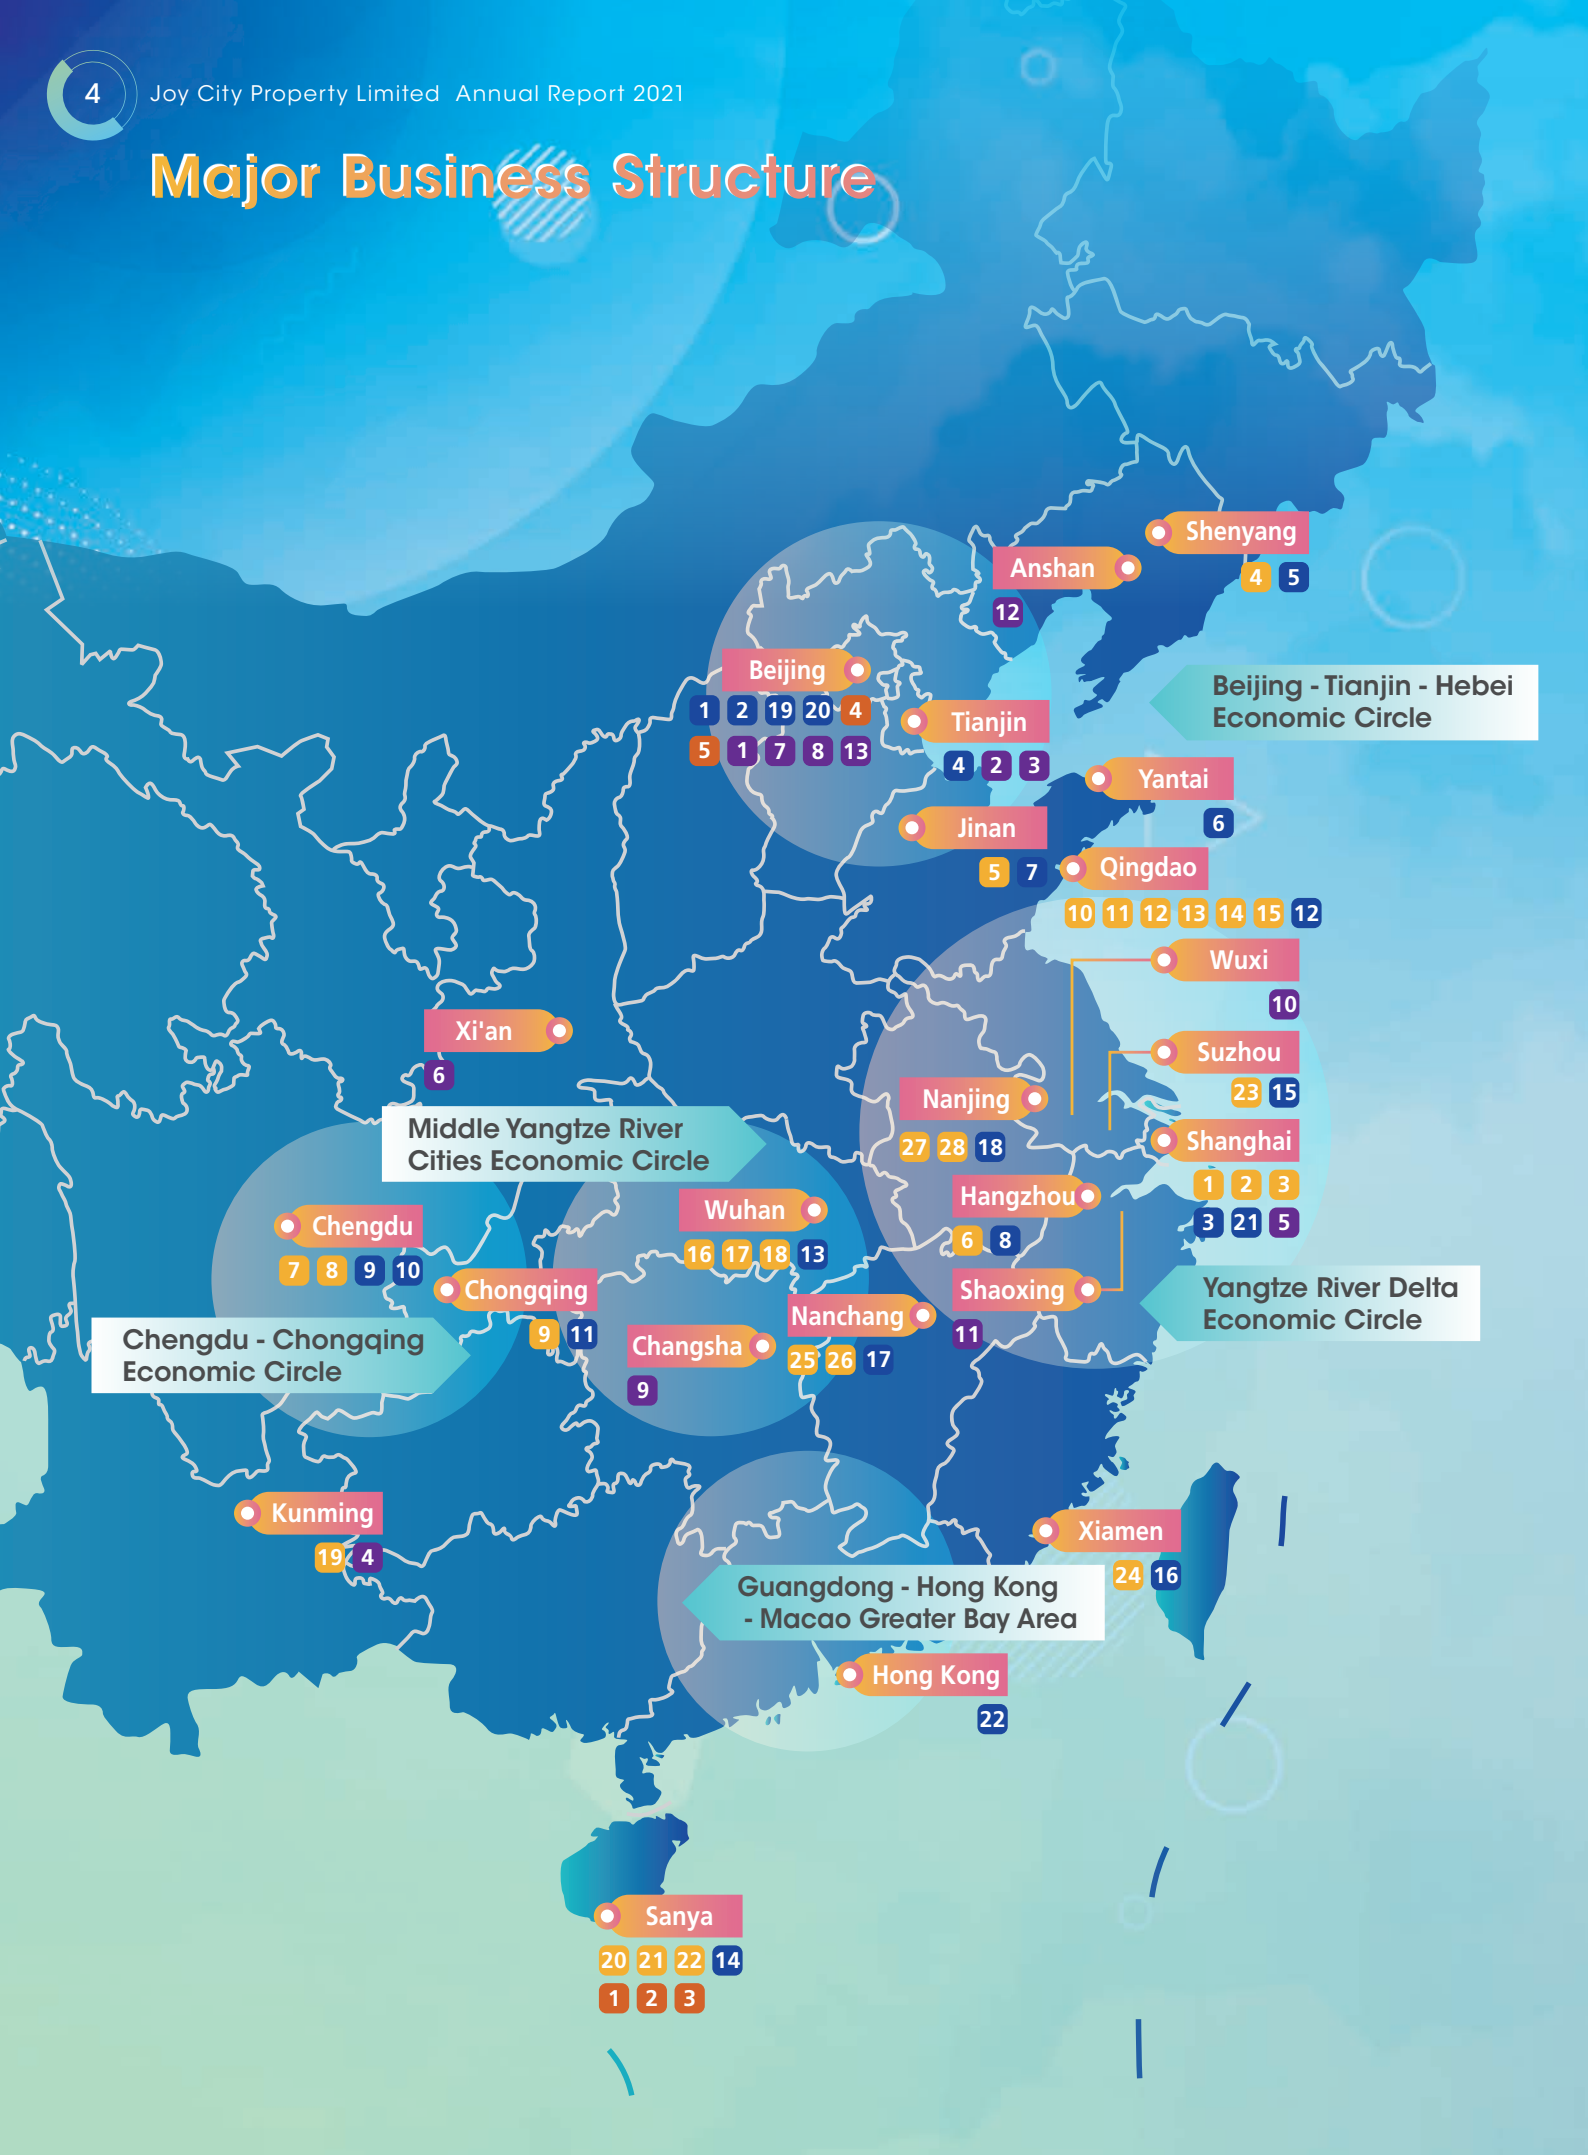 4
Joy City Property Limited Annual Report 2021
Major Business Structure
Shenyang
4 5
Anshan
12
Beijing
1 2 19 20 4
5 1 7 8 13
Tianjin
4 2 3
Beijing - Tianjin - Hebei
Economic Circle
Yantai
6
Jinan
5 7
Qingdao
10 11 12 13 14 15 12
Wuxi
10
Xi'an
6
Suzhou
23 15
Nanjing
27 28 18
Middle Yangtze River
Cities Economic Circle
Shanghai
1 2 3
3 21 5
Hangzhou
6 8
Wuhan
16 17 18 13
Chengdu
7 8 9 10
Chongqing
9 11
Shaoxing
11
Yangtze River Delta
Economic Circle
Nanchang
25 26 17
Changsha
9
Chengdu - Chongqing
Economic Circle
Kunming
19 4
Xiamen
24 16
Guangdong - Hong Kong
- Macao Greater Bay Area
Hong Kong
22
Sanya
20 21 22 14
1 2 3